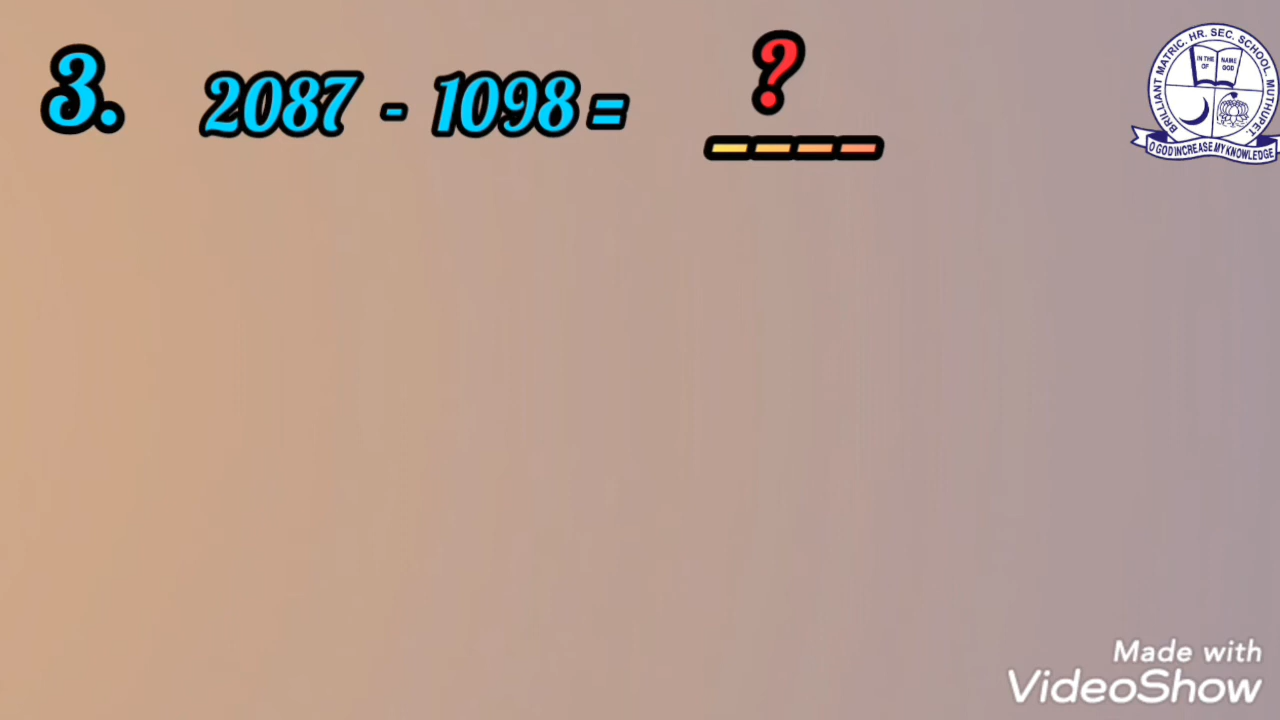 3. 2087 - 1098 = ?
____
BRILLIANT MATRIC. HR. SEC. SCHOOL. MUTHUPET.
IN THE NAME
OF GOD
O GOD INCREASE MY KNOWLEDGE
Made with
VideoShow